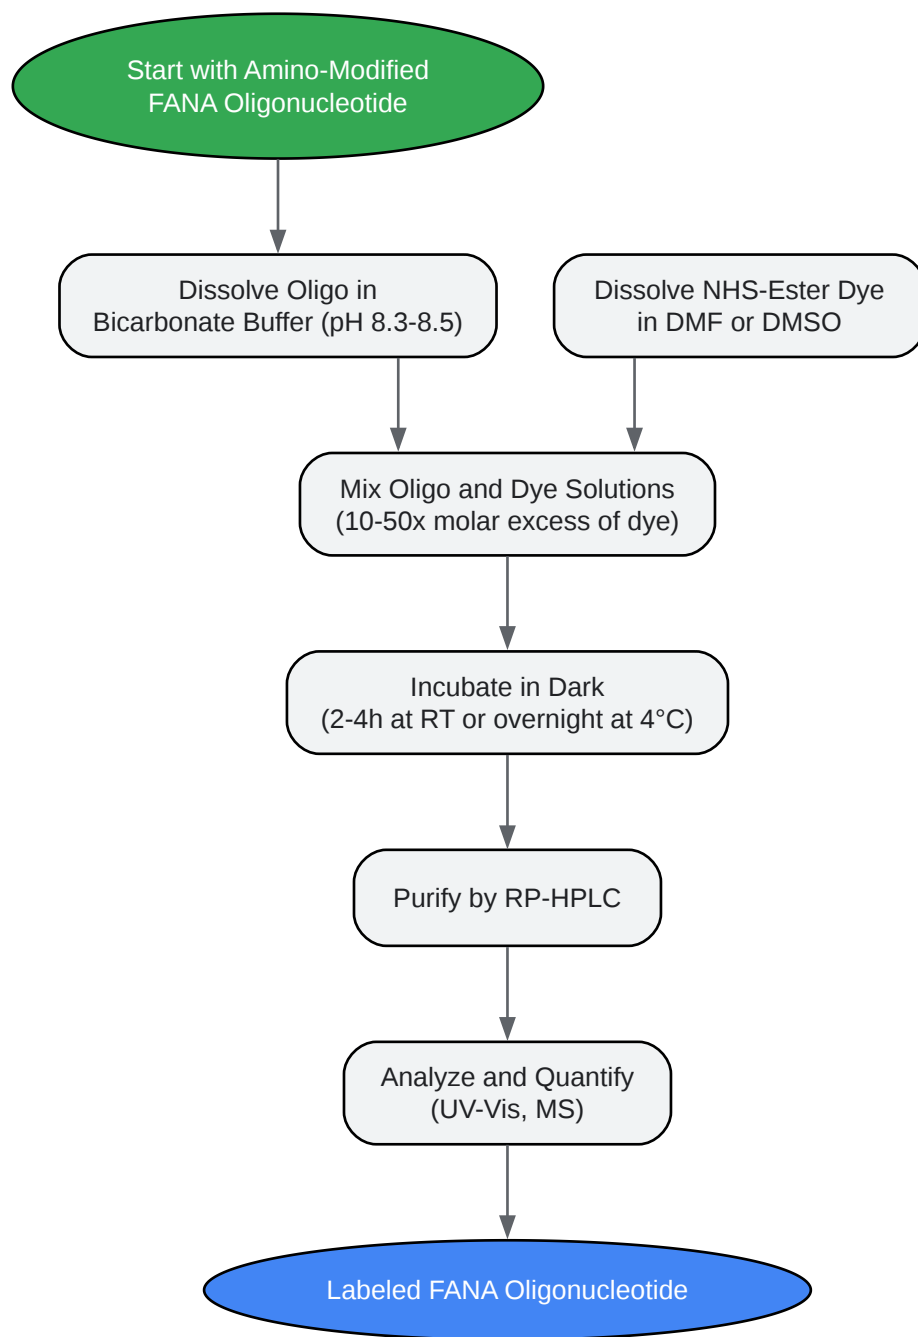 Start with Amino-Modified
FANA Oligonucleotide
Dissolve Oligo in
Bicarbonate Buffer (pH 8.3-8.5)
Dissolve NHS-Ester Dye
in DMF or DMSO
Mix Oligo and Dye Solutions
(10-50x molar excess of dye)
Incubate in Dark
(2-4h at RT or overnight at 4°C)
Purify by RP-HPLC
Analyze and Quantify
(UV-Vis, MS)
Labeled FANA Oligonucleotide